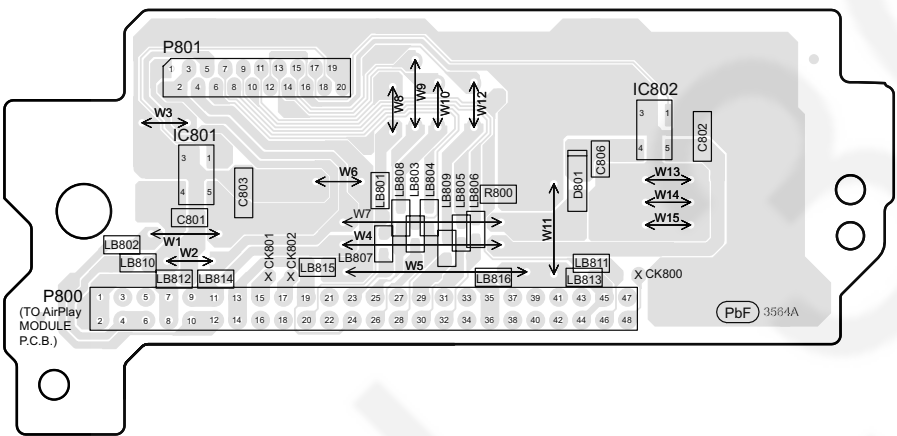 P801
1 3 5 7 9 11 13 15 17 19
2 4 6 8 10 12 14 16 18 20
W3
IC801
3 1
4 5
C801
C803
W1
W2
LB802
LB810
LB812
LB814
CK801
X
CK802
X
LB815
W6
W8
W9
W10
W12
LB801
LB808
LB803
LB804
LB809
LB805
LB806
R800
W7
W4
LB807
W5
LB816
W11
D801
C806
IC802
3 1
4 5
C802
W13
W14
W15
LB811
LB813
X CK800
P800
(TO AirPlay
MODULE
P.C.B.)
1 3 5 7 9 11 13 15 17 19 21 23 25 27 29 31 33 35 37 39 41 43 45 47
2 4 6 8 10 12 14 16 18 20 22 24 26 28 30 32 34 36 38 40 42 44 46 48
PbF 3564A